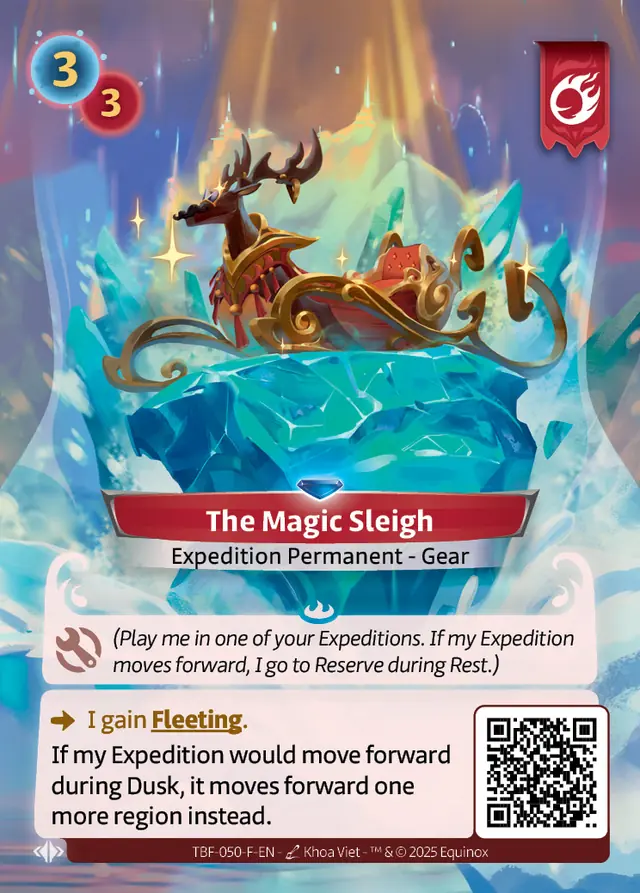 3
3
The Magic Sleigh
Expedition Permanent - Gear
(Play me in one of your Expeditions. If my Expedition
moves forward, I go to Reserve during Rest.)
I gain Fleeting.
If my Expedition would move forward
during Dusk, it moves forward one
more region instead.
TBF-050-F-EN - Khoa Viet - ™ & © 2025 Equinox